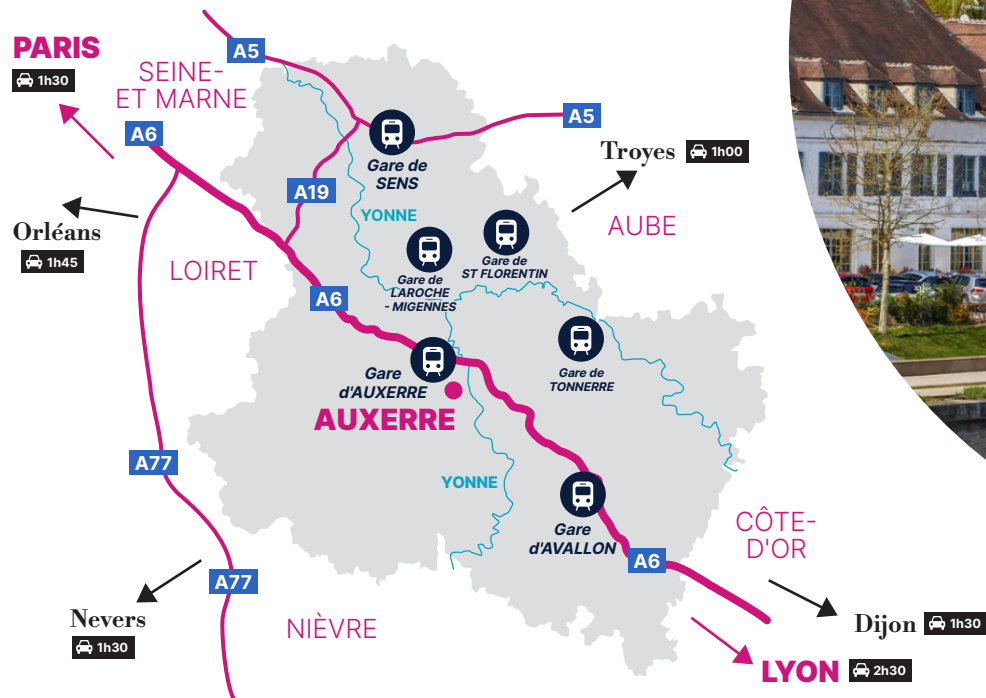 PARIS
1h30
A5
SEINE-
ET MARNE
A6
A5
Gare de
SENS
Troyes
1h00
A19
YONNE
AUBE
Orléans
1h45
Gare de
LAROCHE
- MIGENNES
Gare de
ST FLORENTIN
LOIRET
A6
Gare
d'AUXERRE
Gare de
TONNERRE
AUXERRE
A77
YONNE
Gare
d'AVALLON
CÔTE-
D'OR
A6
A77
Nevers
1h30
NIÈVRE
Dijon
1h30
LYON
2h30